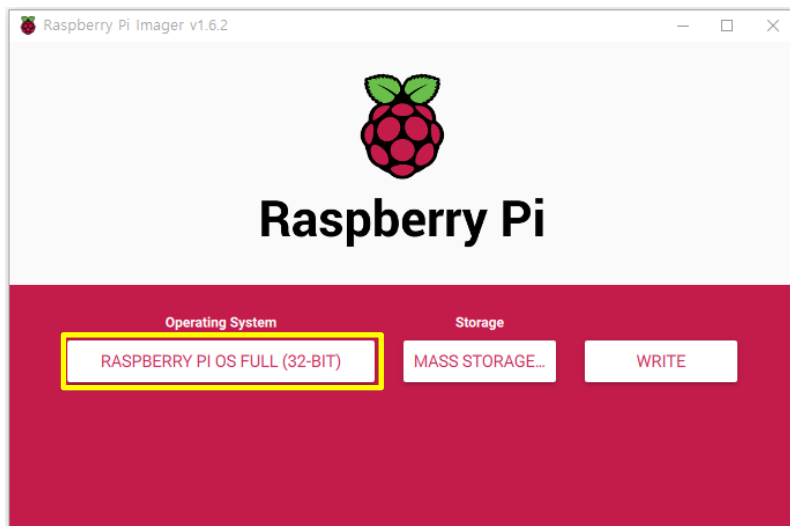 Raspberry Pi Imager v1.6.2
Raspberry Pi
Operating System Storage
RASPBERRY PI OS FULL (32-BIT) MASS STORAGE... WRITE